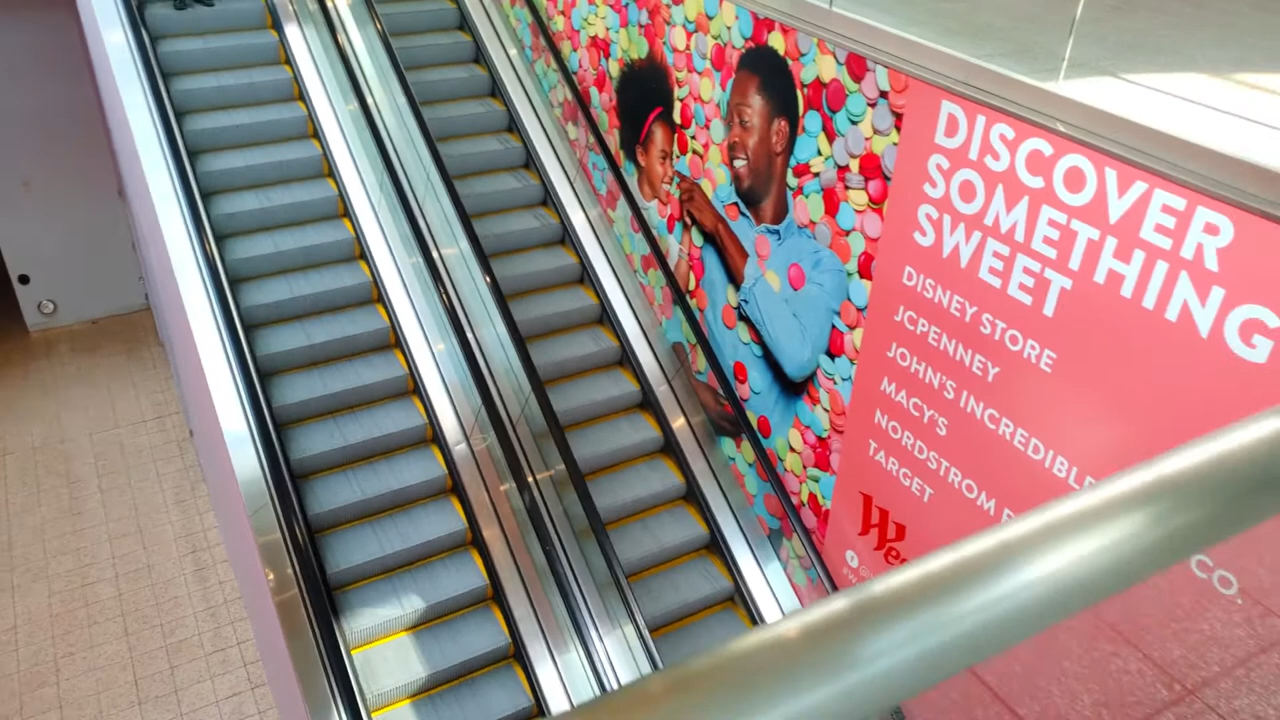 DISCOVER
SOMETHING
SWEET
DISNEY STORE
JCPENNEY
JOHN'S INCREDIBLE
MACY'S
NORDSTROM
TARGET
CO.